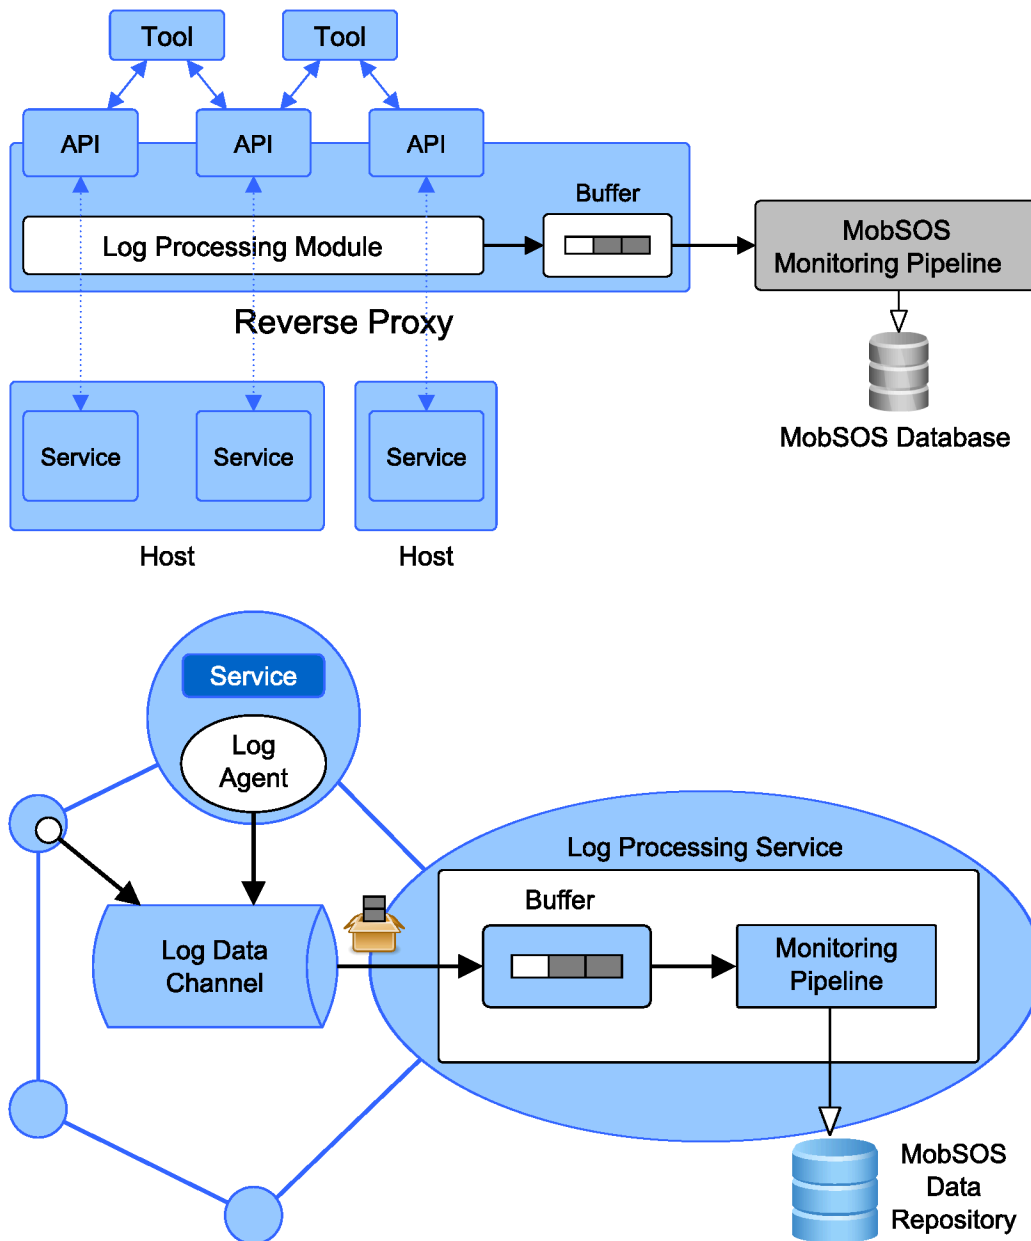 Tool
Tool
API
API
API
Buffer
Log Processing Module
MobSOS
Monitoring Pipeline
Reverse Proxy
MobSOS Database
Service
Service
Service
Host
Host
Service
Log
Agent
Log Processing Service
Buffer
Log Data
Channel
Monitoring
Pipeline
MobSOS
Data
Repository